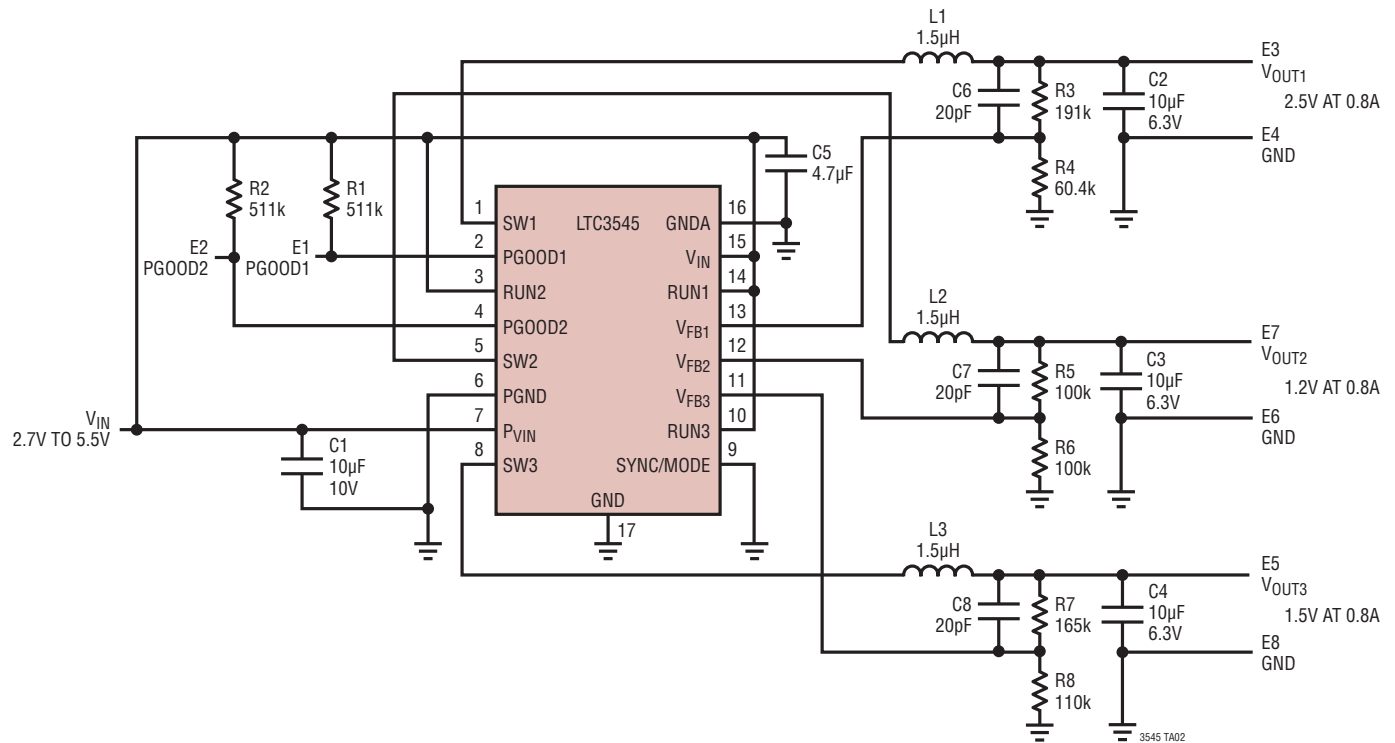 L1
1.5µH
E3
VOUT1
2.5V AT 0.8A
C6
20pF
R3
191k
C2
10µF
6.3V
E4
GND
R4
60.4k
C5
4.7µF
R2
511k
R1
511k
E2
PGOOD2
E1
PGOOD1
LTC3545
1
SW1
2
PGOOD1
3
RUN2
4
PGOOD2
5
SW2
6
PGND
7
PVIN
8
SW3
16
GNDA
15
VIN
14
RUN1
13
VFB1
12
VFB2
11
VFB3
10
RUN3
9
SYNC/MODE
GND
17
VIN
2.7V TO 5.5V
C1
10µF
10V
L2
1.5µH
E7
VOUT2
1.2V AT 0.8A
C7
20pF
R5
100k
C3
10µF
6.3V
E6
GND
R6
100k
L3
1.5µH
E5
VOUT3
1.5V AT 0.8A
C8
20pF
R7
165k
C4
10µF
6.3V
E8
GND
R8
110k
3545 TA02